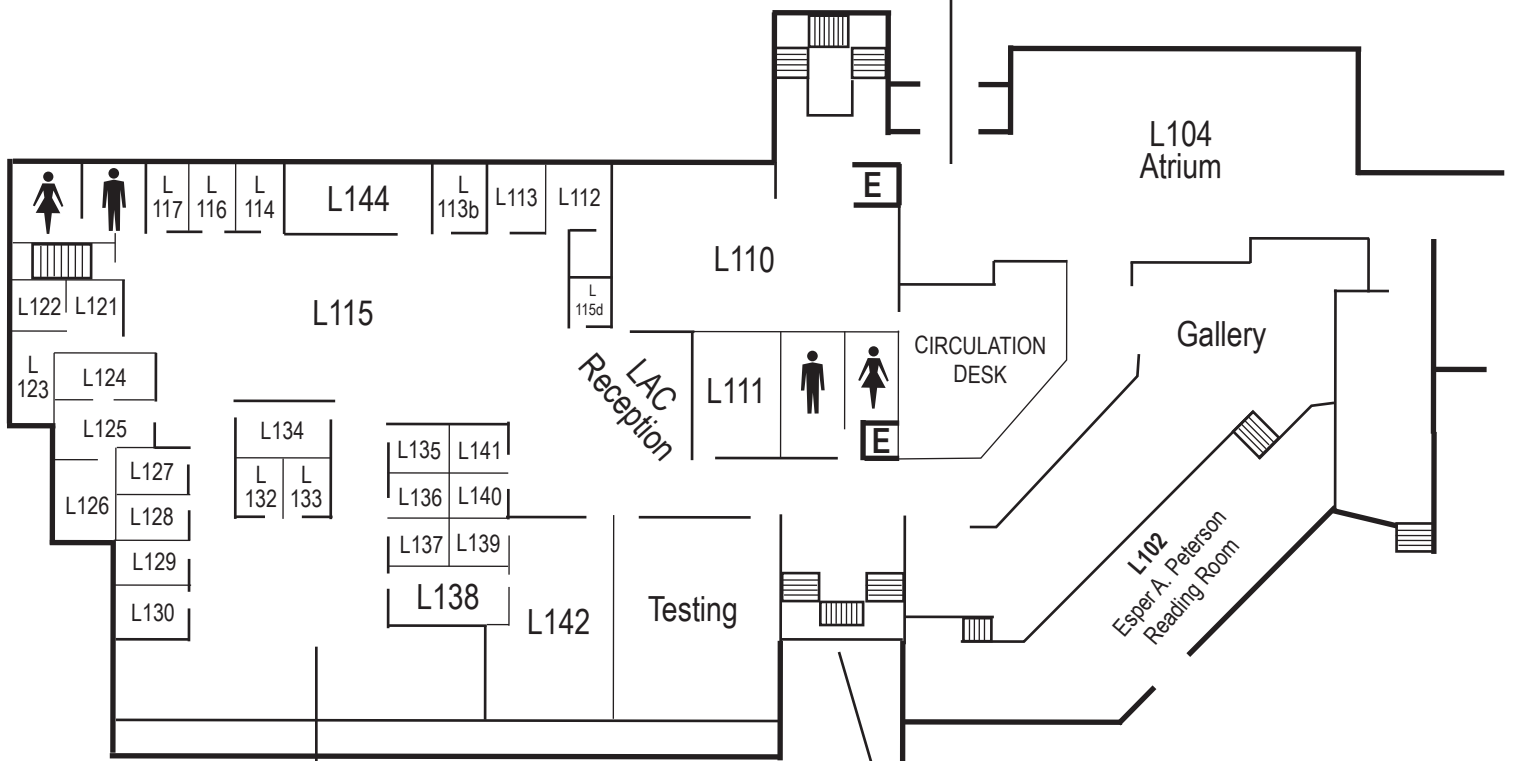 L104
Atrium
E
L
117
L
116
L
114
L144
L
113b
L113
L112
L110
L122
L121
L115
L
115d
Gallery
CIRCULATION
DESK
LAC
Reception
L111
L
123
L124
L125
L134
E
L135
L141
L127
L
132
L
133
L136
L140
L126
L128
L137
L139
L129
L138
L130
L142
Testing
L102
Esper A. Peterson
Reading Room